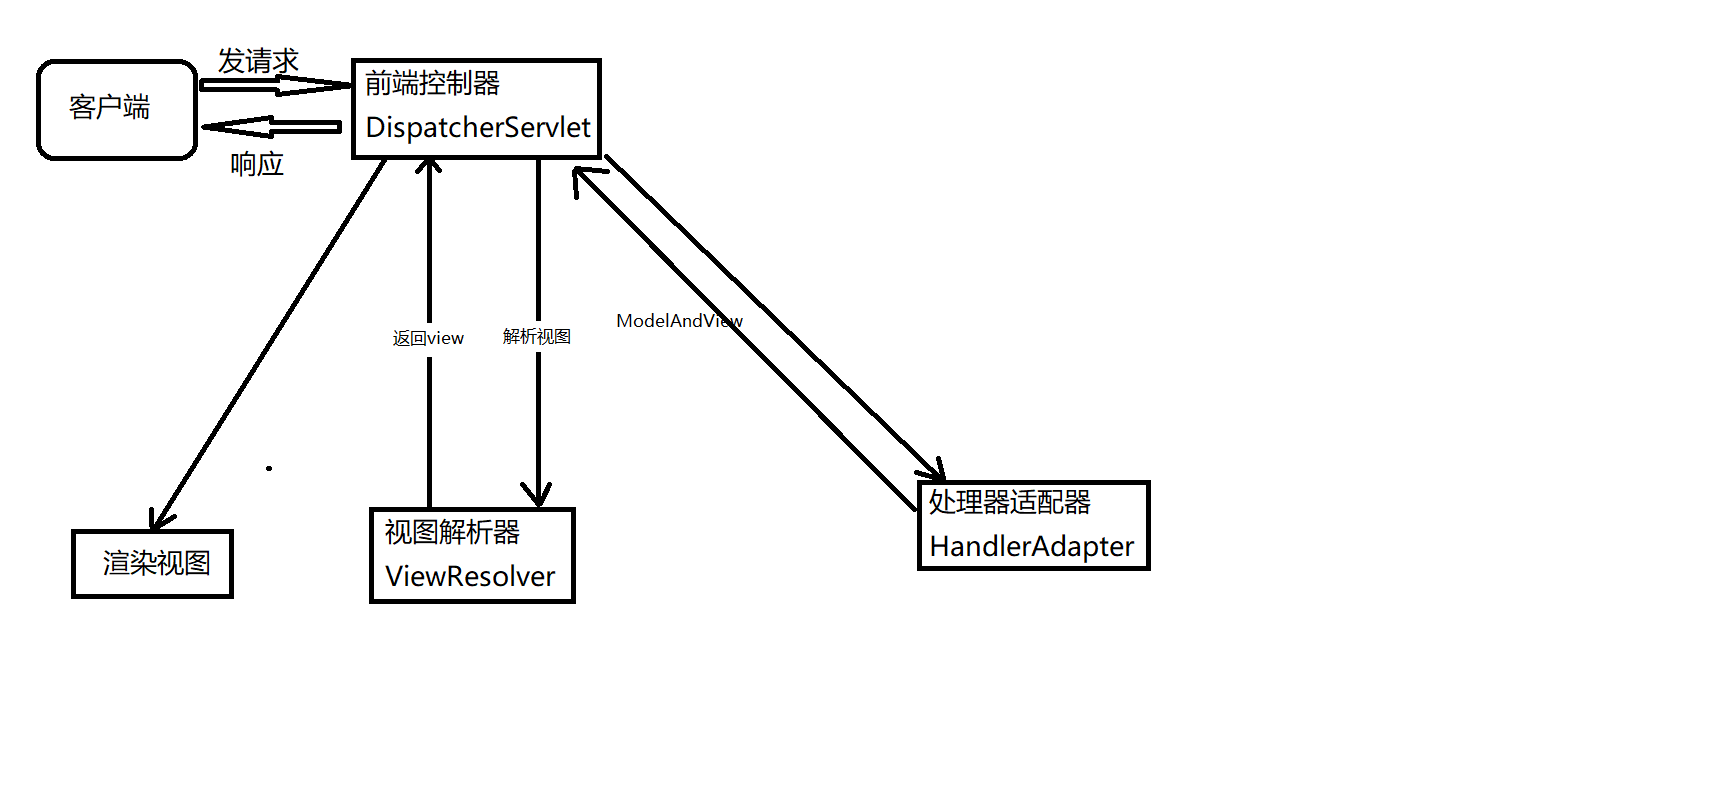 发请求
客户端
前端控制器
DispatcherServlet
响应
返回view
解析视图
ModelAndView
渲染视图
视图解析器
ViewResolver
处理器适配器
HandlerAdapter